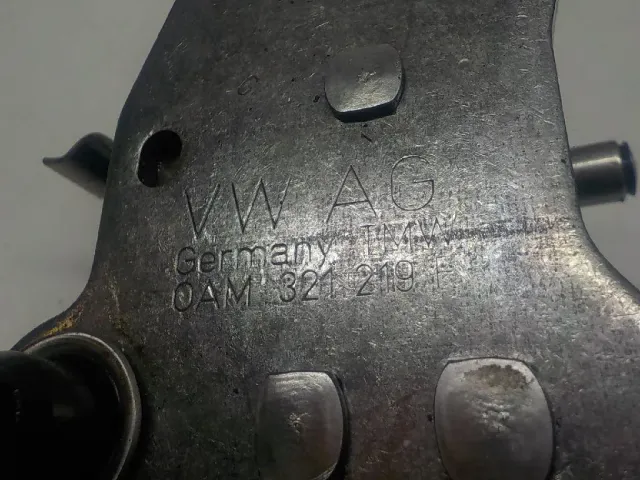 VW AG
Germany TMW
0AM 321 219 F